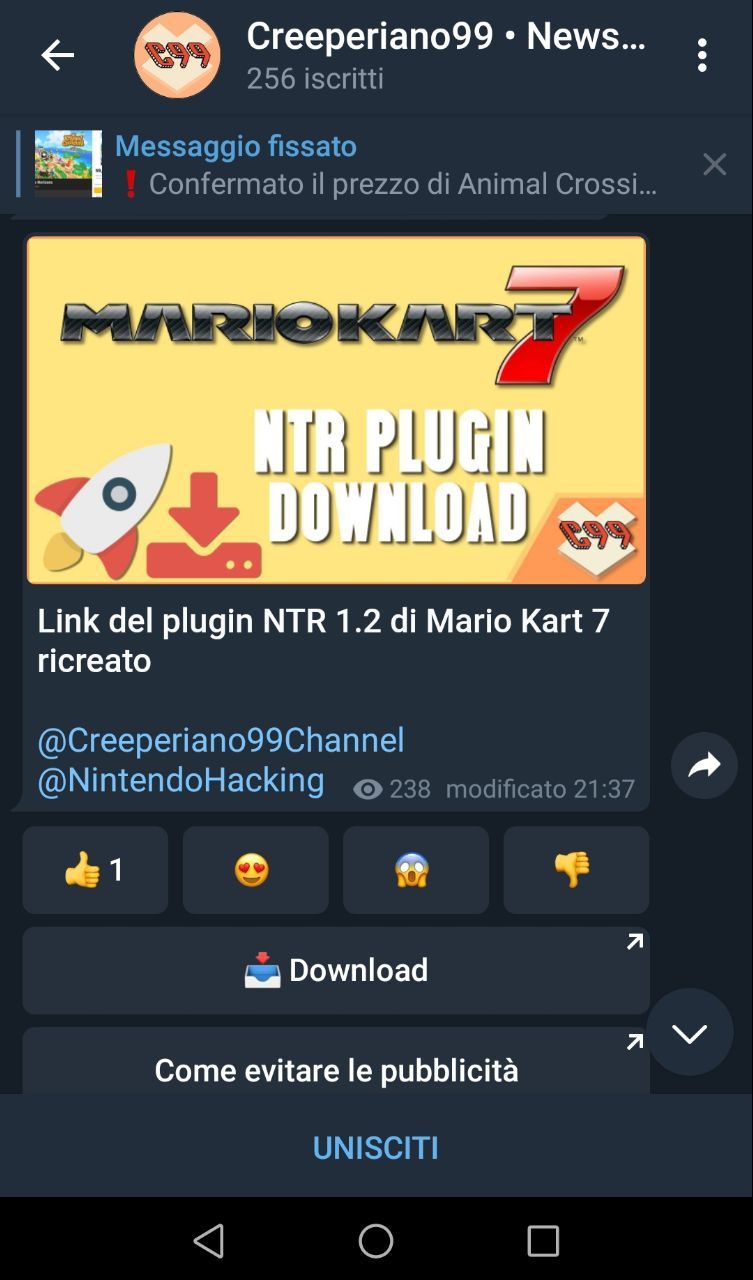 Creeperiano99 • News...
256 iscritti
Messaggio fissato
❗ Confermato il prezzo di Animal Crossi...
MARIOKART 7
TM
NTR PLUGIN
DOWNLOAD
C99
Link del plugin NTR 1.2 di Mario Kart 7
ricreato
@Creeperiano99Channel
@NintendoHacking 238 modificato 21:37
👍 1 😍 😱 👎
📥 Download
Come evitare le pubblicità
UNISCITI